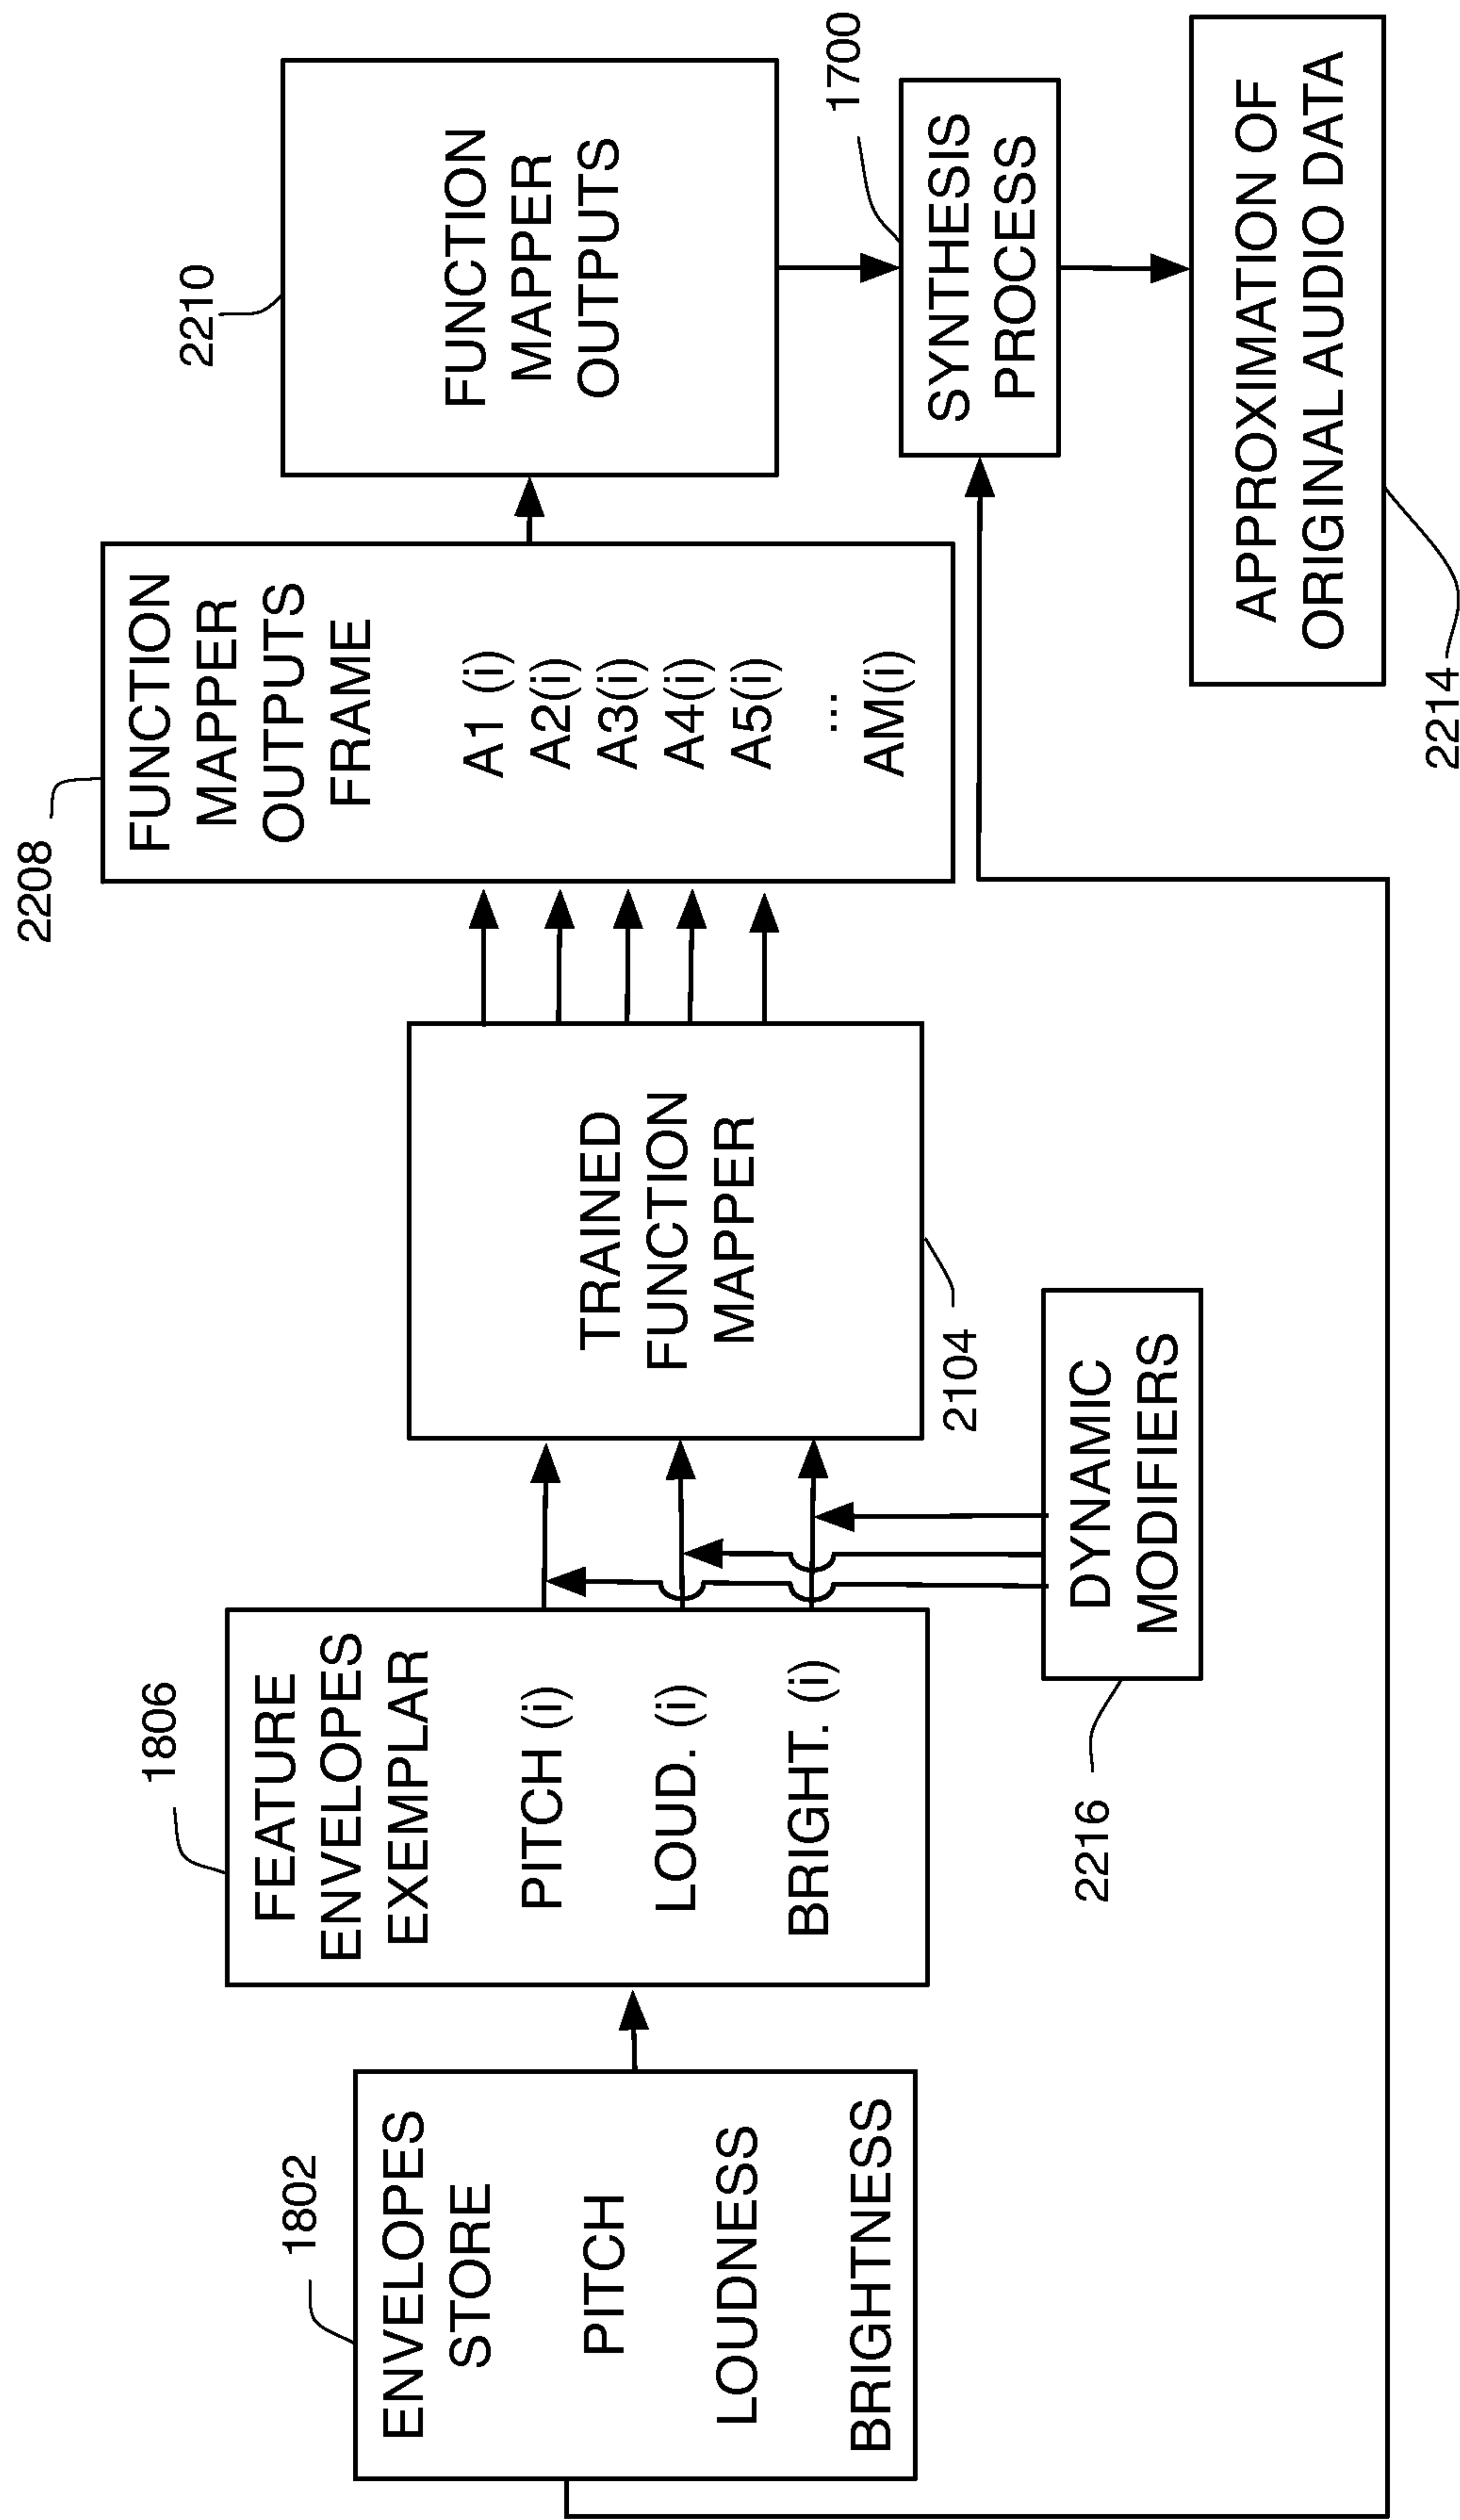 1802
ENVELOPES
STORE
PITCH
LOUDNESS
BRIGHTNESS
1806
FEATURE
ENVELOPES
EXEMPLAR
PITCH (i)
LOUD. (i)
BRIGHT. (i)
2216
DYNAMIC
MODIFIERS
TRAINED
FUNCTION
MAPPER
2104
2208
FUNCTION
MAPPER
OUTPUTS
FRAME
A1 (i)
A2(i)
A3(i)
A4(i)
A5(i)
...
AM(i)
2210
FUNCTION
MAPPER
OUTPUTS
1700
SYNTHESIS
PROCESS
APPROXIMATION OF
ORIGINAL AUDIO DATA
2214